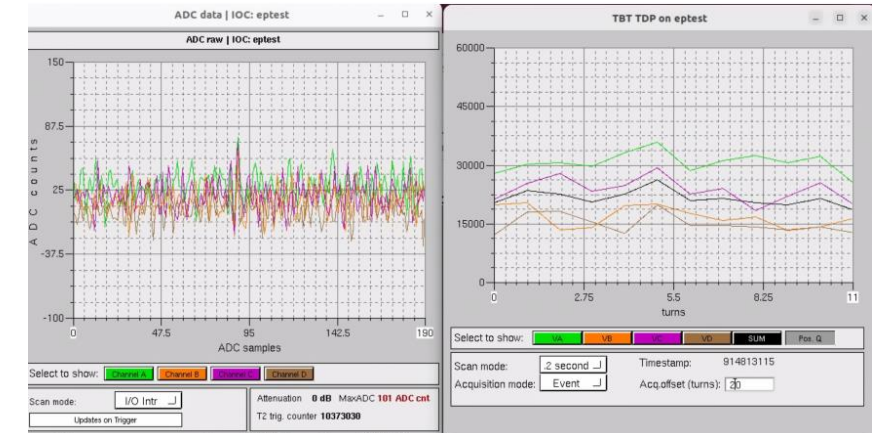 ADC data | IOC: eptest
ADC raw | IOC: eptest
150
87.5
25
-37.5
-100
ADC counts
0
47.5
95
142.5
190
ADC samples
Select to show: Channel A Channel B Channel C Channel D
Scan mode: I/O Intr
Updates on Trigger
Attenuation 0 dB MaxADC 101 ADC cnt
T2 trig. counter 10373030
TBT TDP on eptest
60000
45000
30000
15000
0
0
2.75
5.5
8.25
11
turns
Select to show: VA VB VC VD SUM Pos. Q
Scan mode: .2 second
Timestamp: 914813115
Acquisition mode: Event
Acq.offset (turns): 20